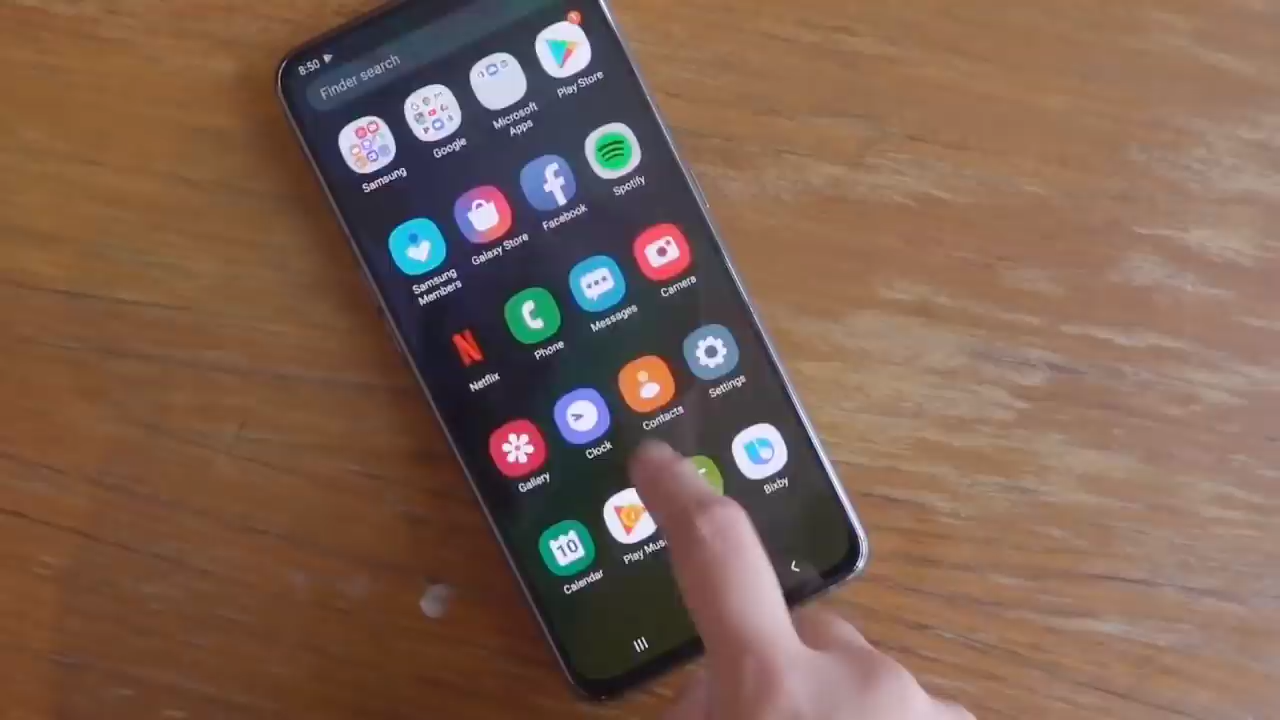 8:50
Finder search
Samsung
Google
Microsoft
Apps
Play Store
Samsung
Members
Galaxy Store
Facebook
Spotify
N
Netflix
Phone
Messages
Camera
Gallery
Clock
Contacts
Settings
10
Calendar
Play Mus
Bixby